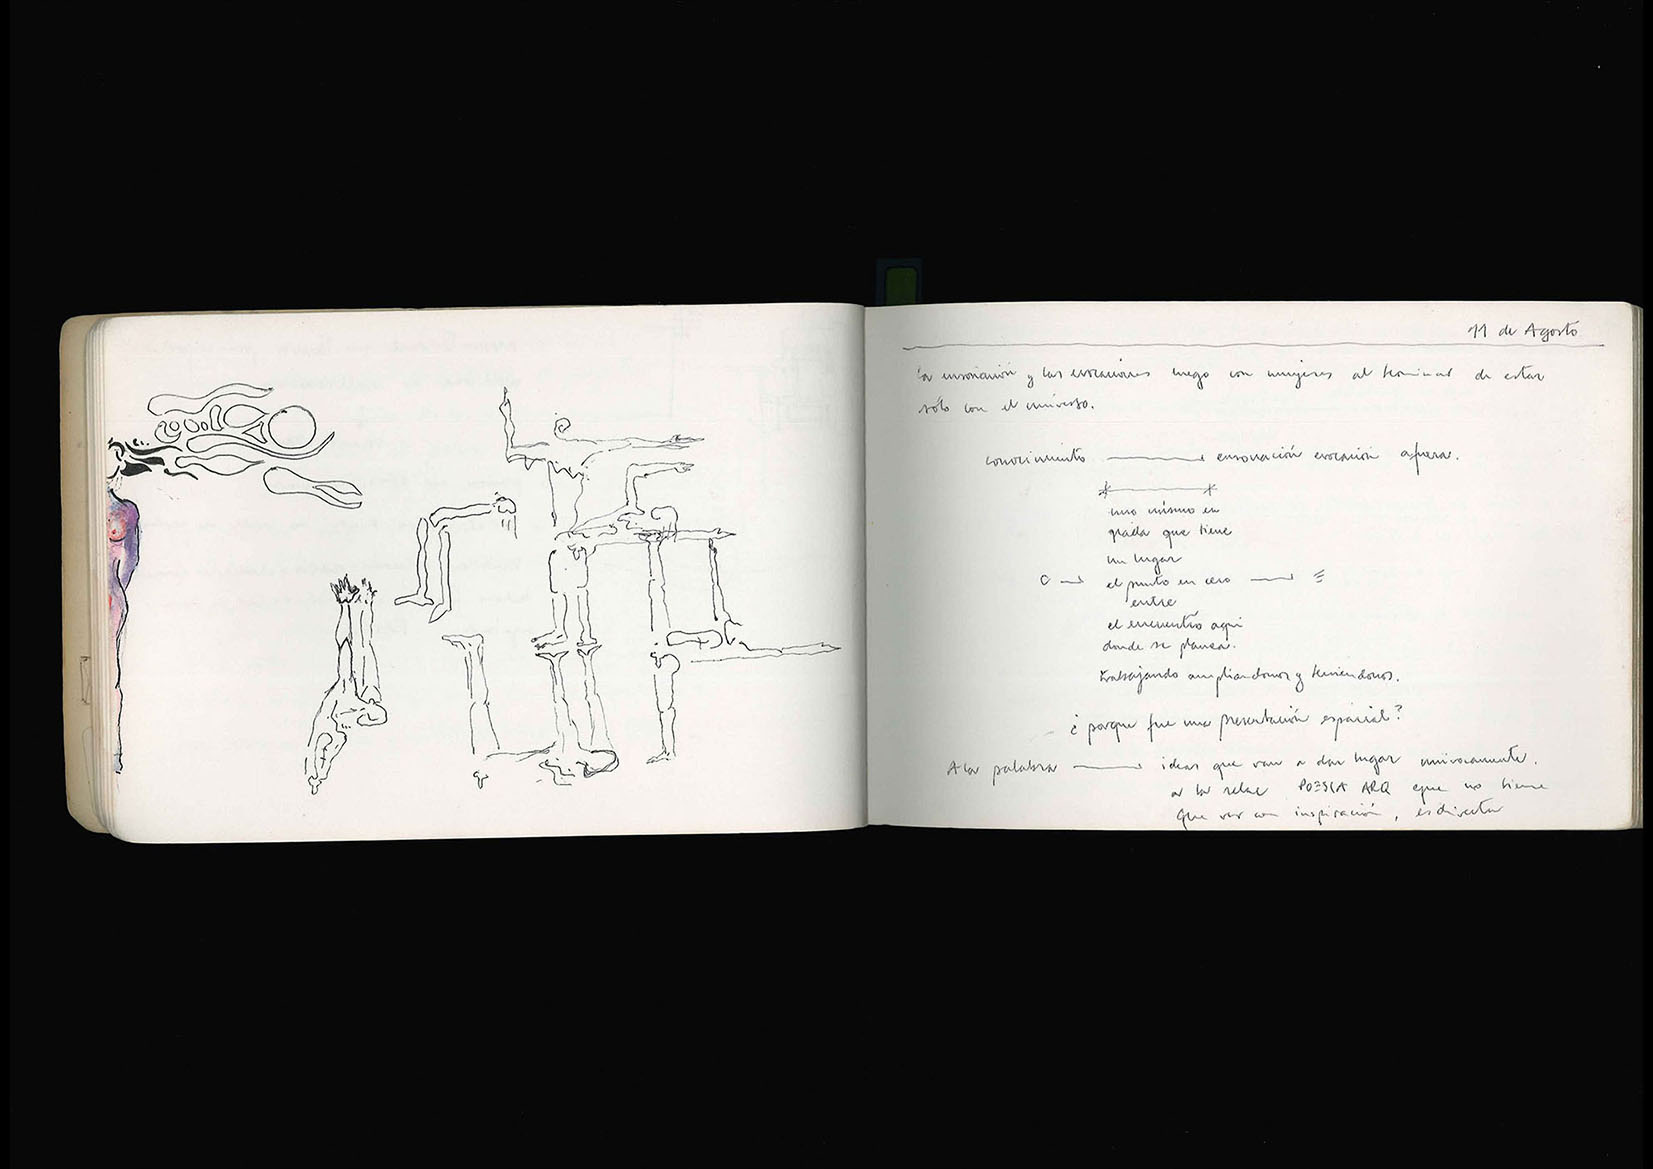 11 de Agosto
la ensoñación y las evocaciones luego con mujeres al terminar de estar
sólo con el universo.
conocimiento ensoñación evocación afuera.
uno mismo en
grada que tiene
un lugar
el punto en cero
entre
el encuentro aquí
donde se planea.
trabajando ampliandonos y teniendonos.
¿porque fue una presentación espacial?
A la palabra ideas que van a dar lugar univocamente.
a la relac POESIA ARQ que no tiene
que ver con inspiración, es directa